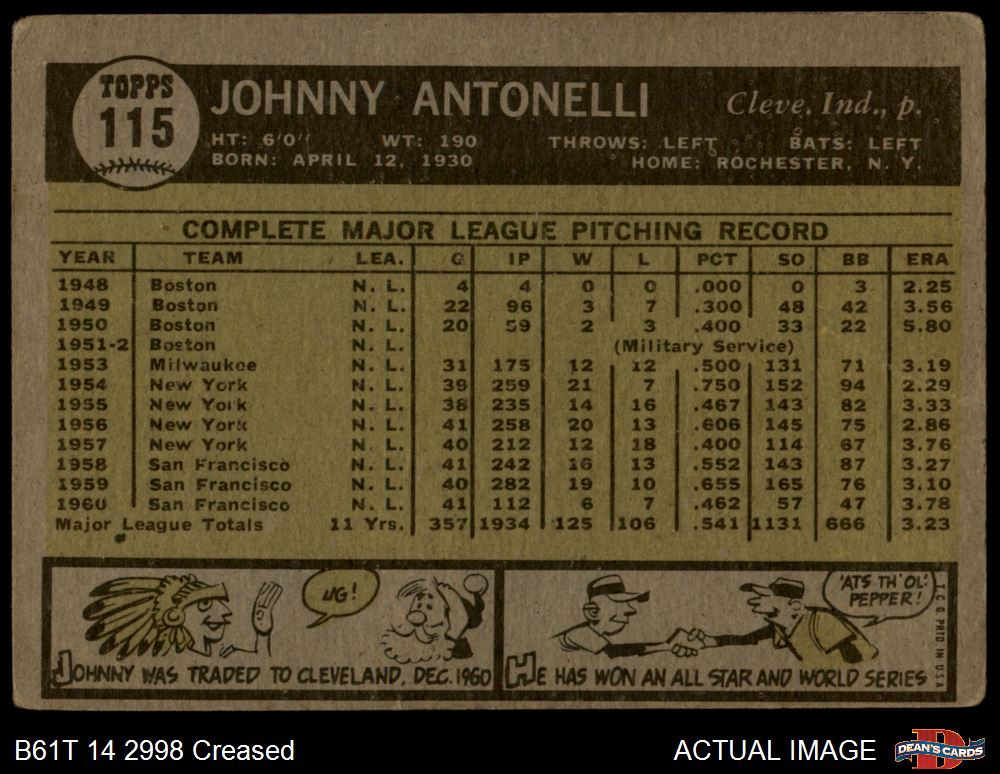 TOPPS
115
JOHNNY ANTONELLI Cleve. Ind., p.
HT: 6'0" WT: 190 THROWS: LEFT BATS: LEFT
BORN: APRIL 12, 1930 HOME: ROCHESTER, N. Y.
COMPLETE MAJOR LEAGUE PITCHING RECORD
YEAR TEAM LEA. G IP W L PCT SO BB ERA
1948 Boston N. L. 4 4 0 0 .000 0 3 2.25
1949 Boston N. L. 22 96 3 7 .300 48 42 3.56
1950 Boston N. L. 20 59 2 3 .400 33 22 5.80
1951-2 Boston N. L. (Military Service)
1953 Milwaukee N. L. 31 175 12 12 .500 131 71 3.19
1954 New York N. L. 39 259 21 7 .750 152 94 2.29
1955 New York N. L. 38 235 14 16 .467 143 82 3.33
1956 New York N. L. 41 258 20 13 .606 145 75 2.86
1957 New York N. L. 40 212 12 18 .400 114 67 3.76
1958 San Francisco N. L. 41 242 16 13 .552 143 87 3.27
1959 San Francisco N. L. 40 282 19 10 .655 165 76 3.10
1960 San Francisco N. L. 41 112 6 7 .462 57 47 3.78
Major League Totals 11 Yrs. 357 1934 125 106 .541 1131 666 3.23
UG!
JOHNNY WAS TRADED TO CLEVELAND, DEC. 1960
'ATS TH' OL'
PEPPER!
HE HAS WON AN ALL STAR AND WORLD SERIES
T. C. G. PRTD. IN U.S.A.
B61T 14 2998 Creased ACTUAL IMAGE
D
DEAN'S CARDS